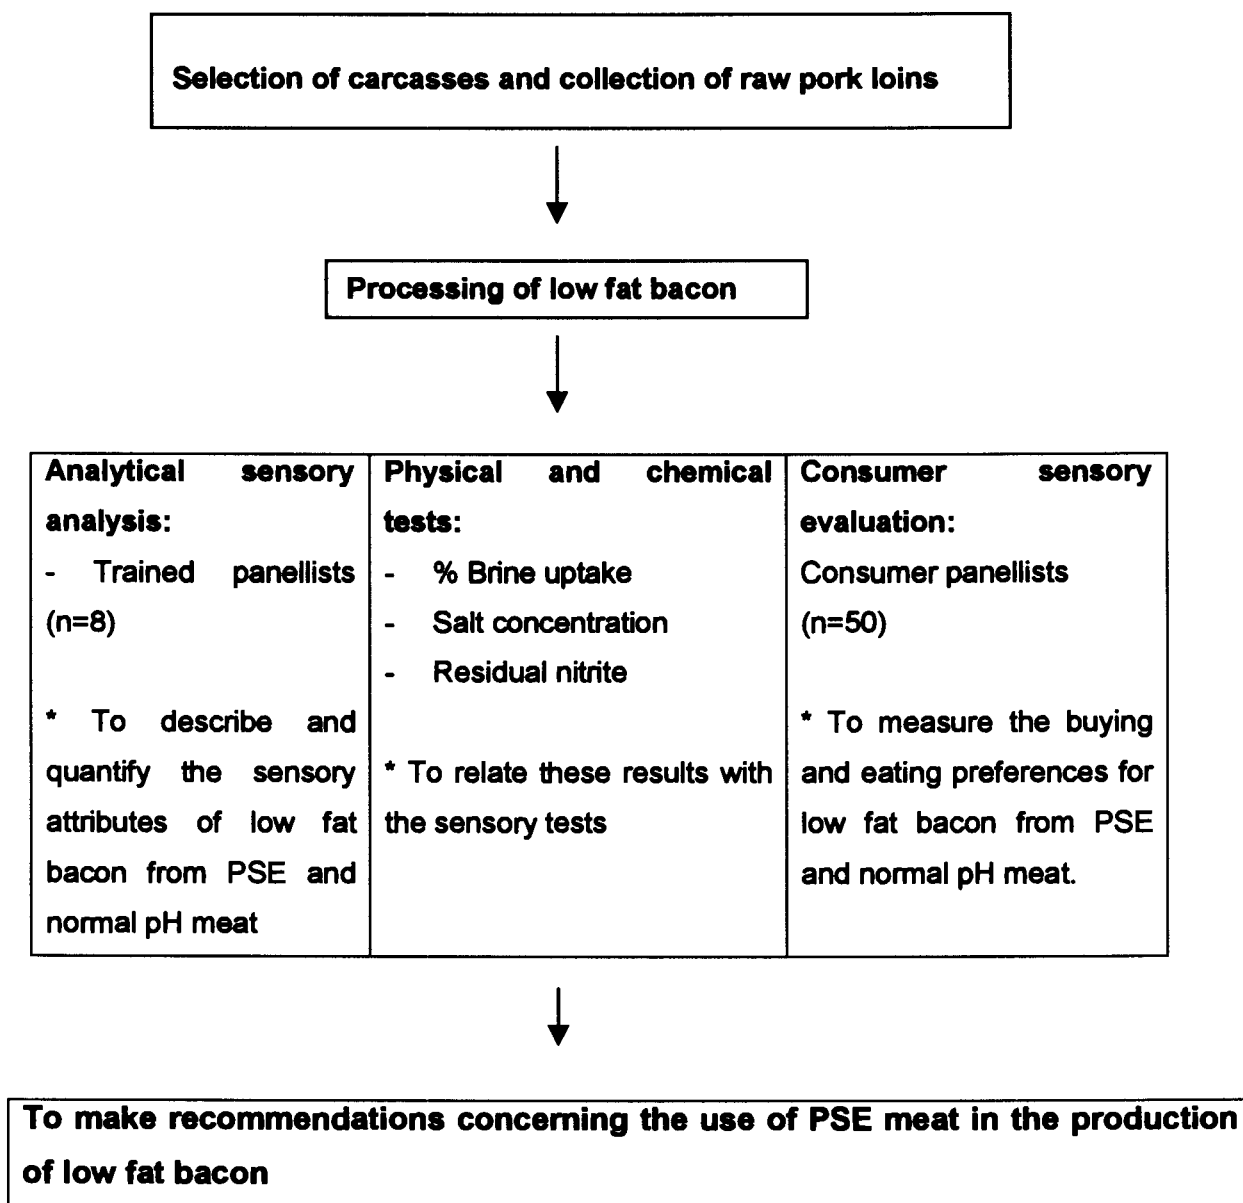 Selection of carcasses and collection of raw pork loins
Processing of low fat bacon
Analytical sensory
analysis:
- Trained panellists
(n=8)
* To describe and
quantify the sensory
attributes of low fat
bacon from PSE and
normal pH meat
Physical and chemical
tests:
- % Brine uptake
- Salt concentration
- Residual nitrite
* To relate these results with
the sensory tests
Consumer sensory
evaluation:
Consumer panellists
(n=50)
* To measure the buying
and eating preferences for
low fat bacon from PSE
and normal pH meat.
To make recommendations concerning the use of PSE meat in the production
of low fat bacon